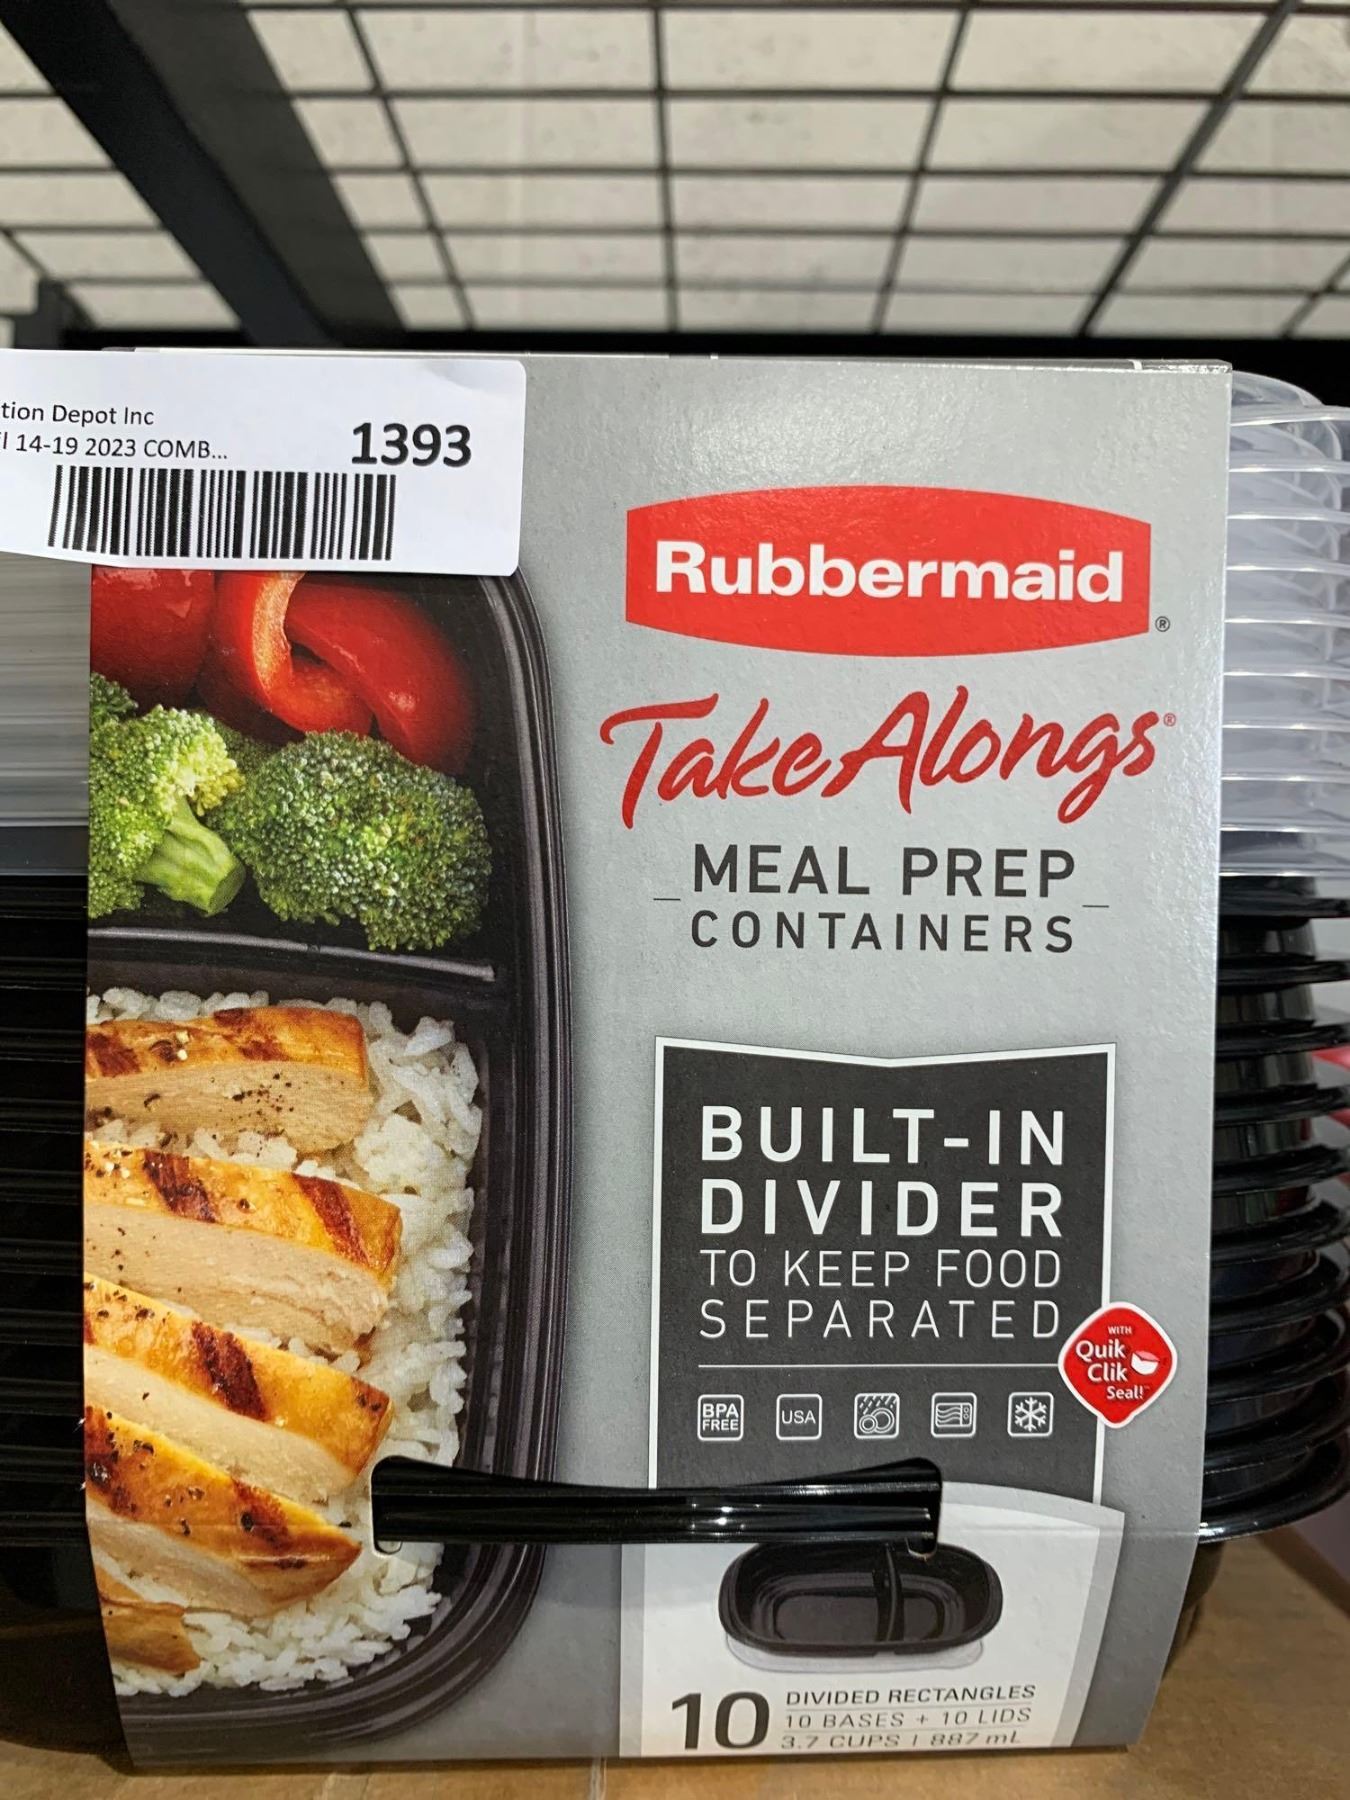 tion Depot Inc
14-19 2023 COMB...
1393
Rubbermaid®
TakeAlongs®
MEAL PREP
CONTAINERS
BUILT-IN
DIVIDER
TO KEEP FOOD
SEPARATED
WITH
Quik
Clik
Seal!™
BPA
FREE
USA
10
DIVIDED RECTANGLES
10 BASES + 10 LIDS
3.7 CUPS | 887 mL